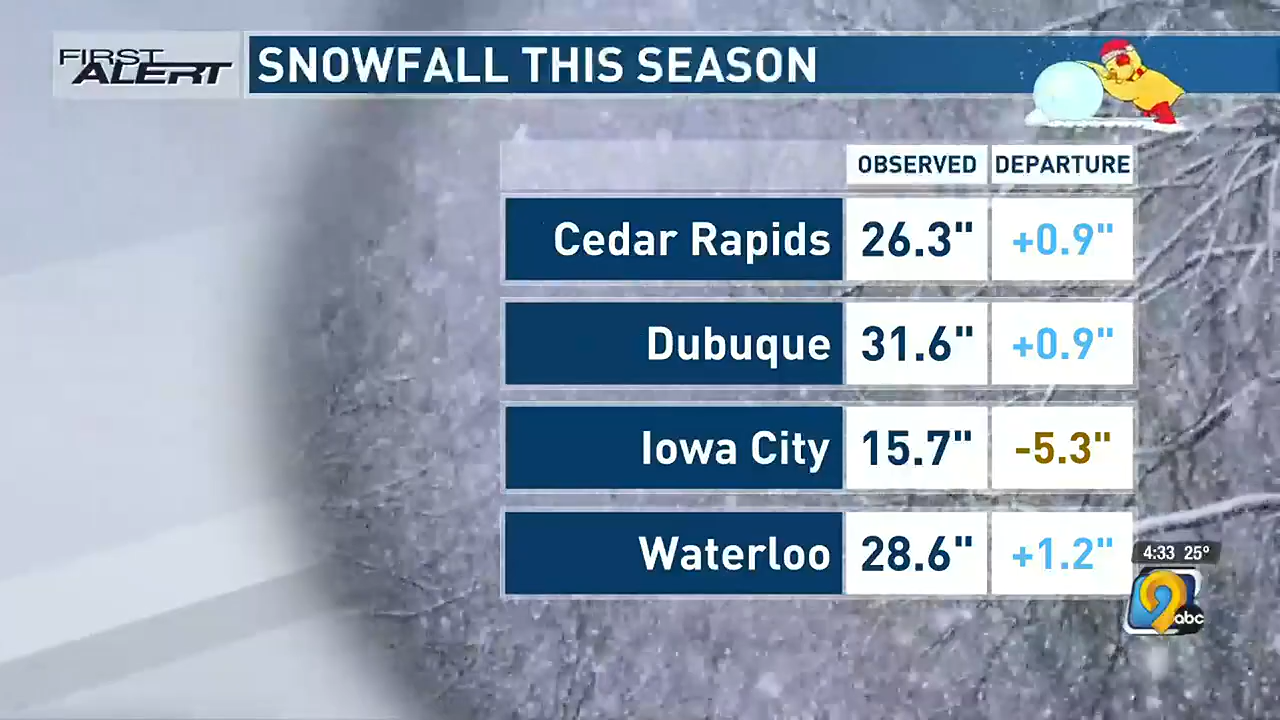 FIRST ALERT
SNOWFALL THIS SEASON
OBSERVED DEPARTURE
Cedar Rapids 26.3" +0.9"
Dubuque 31.6" +0.9"
Iowa City 15.7" -5.3"
Waterloo 28.6" +1.2"
4:33 25°
9 abc